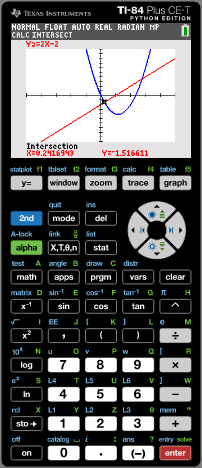 TEXAS INSTRUMENTS TI-84 Plus CE-T
PYTHON EDITION
NORMAL FLOAT AUTO REAL RADIAN MP
CALC INTERSECT
Y2=2X-2
Intersection
X=0.2416943 Y=-1.516611
statplot f1 tblset f2 format f3 calc f4 table f5
y= window zoom trace graph
quit ins
2nd mode del
A-lock link list
alpha X,T,θ,n stat
test A angle B draw C distr
math apps prgm vars clear
matrix D sin⁻¹ E cos⁻¹ F tan⁻¹ G π H
x⁻¹ sin cos tan ^
√ I EE J { K } L e M
x² , ( ) ÷
10ˣ N u O v P w Q [ R
log 7 8 9 ×
eˣ S L4 T L5 U L6 V ] W
ln 4 5 6 −
rcl X L1 Y L2 Z L3 θ mem "
sto→ 1 2 3 +
off catalog i : ans ? entry solve
on 0 . (−) enter